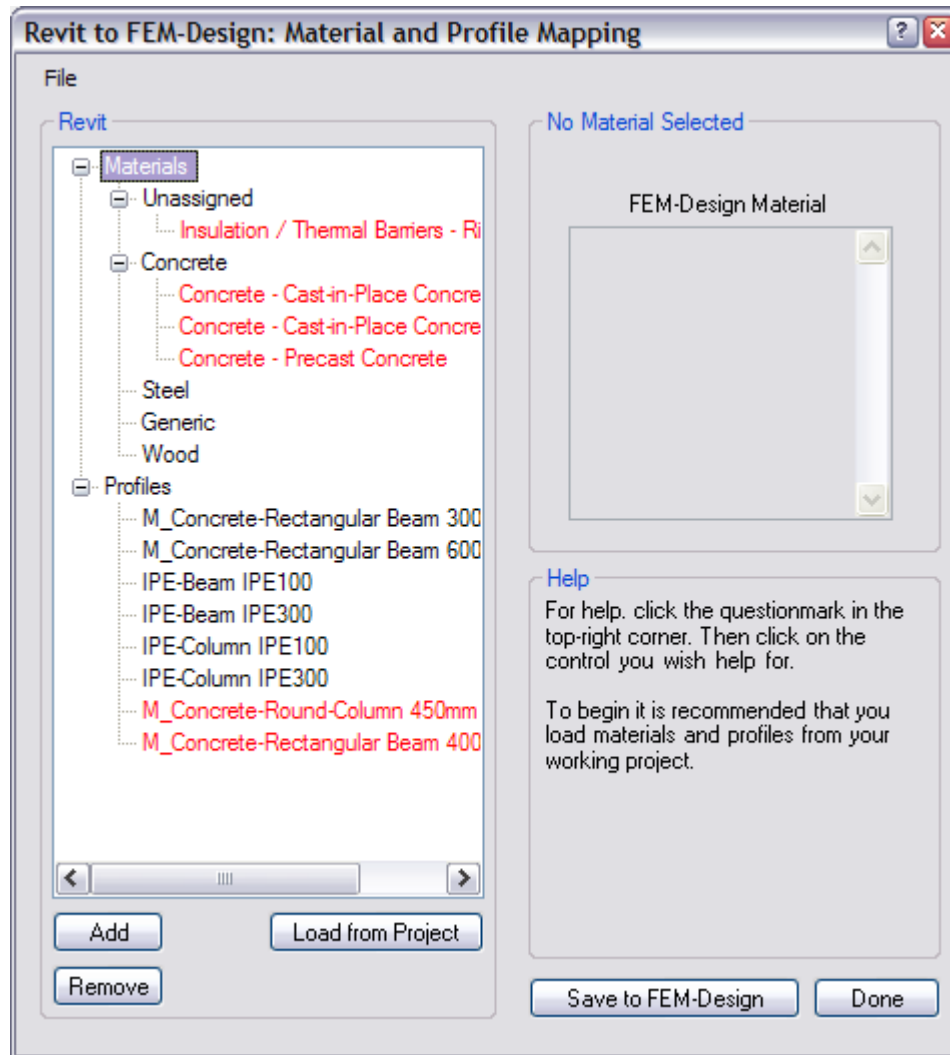 Revit to FEM-Design: Material and Profile Mapping
File
Revit
Materials
Unassigned
Insulation / Thermal Barriers - Ri
Concrete
Concrete - Cast-in-Place Concre
Concrete - Cast-in-Place Concre
Concrete - Precast Concrete
Steel
Generic
Wood
Profiles
M_Concrete-Rectangular Beam 300
M_Concrete-Rectangular Beam 600
IPE-Beam IPE100
IPE-Beam IPE300
IPE-Column IPE100
IPE-Column IPE300
M_Concrete-Round-Column 450mm
M_Concrete-Rectangular Beam 400
Add
Load from Project
Remove
No Material Selected
FEM-Design Material
Help
For help. click the questionmark in the
top-right corner. Then click on the
control you wish help for.
To begin it is recommended that you
load materials and profiles from your
working project.
Save to FEM-Design
Done